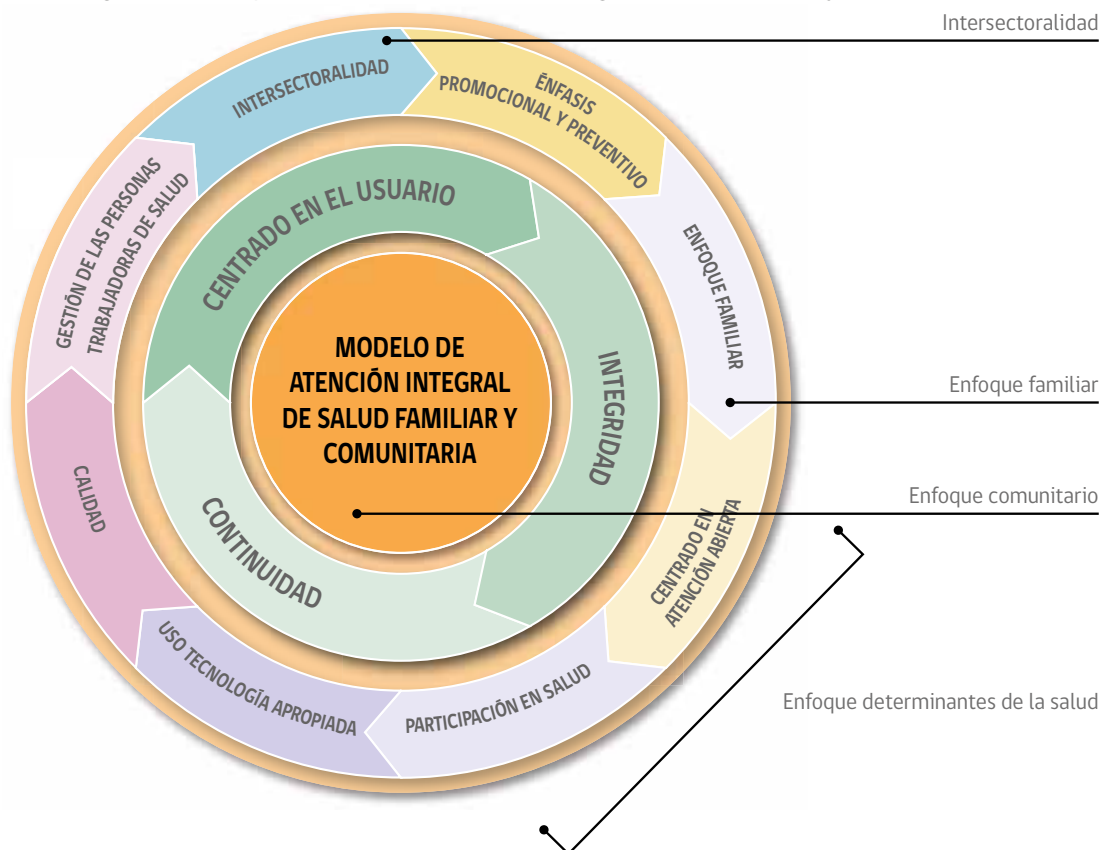 Intersectoralidad
INTERSECTORALIDAD
ÉNFASIS
PROMOCIONAL Y PREVENTIVO
GESTIÓN DE LAS PERSONAS
TRABAJADORAS DE SALUD
CENTRADO EN EL USUARIO
ENFOQUE FAMILIAR
MODELO DE
ATENCIÓN INTEGRAL
DE SALUD FAMILIAR Y
COMUNITARIA
INTEGRIDAD
Enfoque familiar
CALIDAD
CONTINUIDAD
Enfoque comunitario
CENTRADO EN
ATENCIÓN ABIERTA
USO TECNOLOGÍA APROPIADA
PARTICIPACIÓN EN SALUD
Enfoque determinantes de la salud